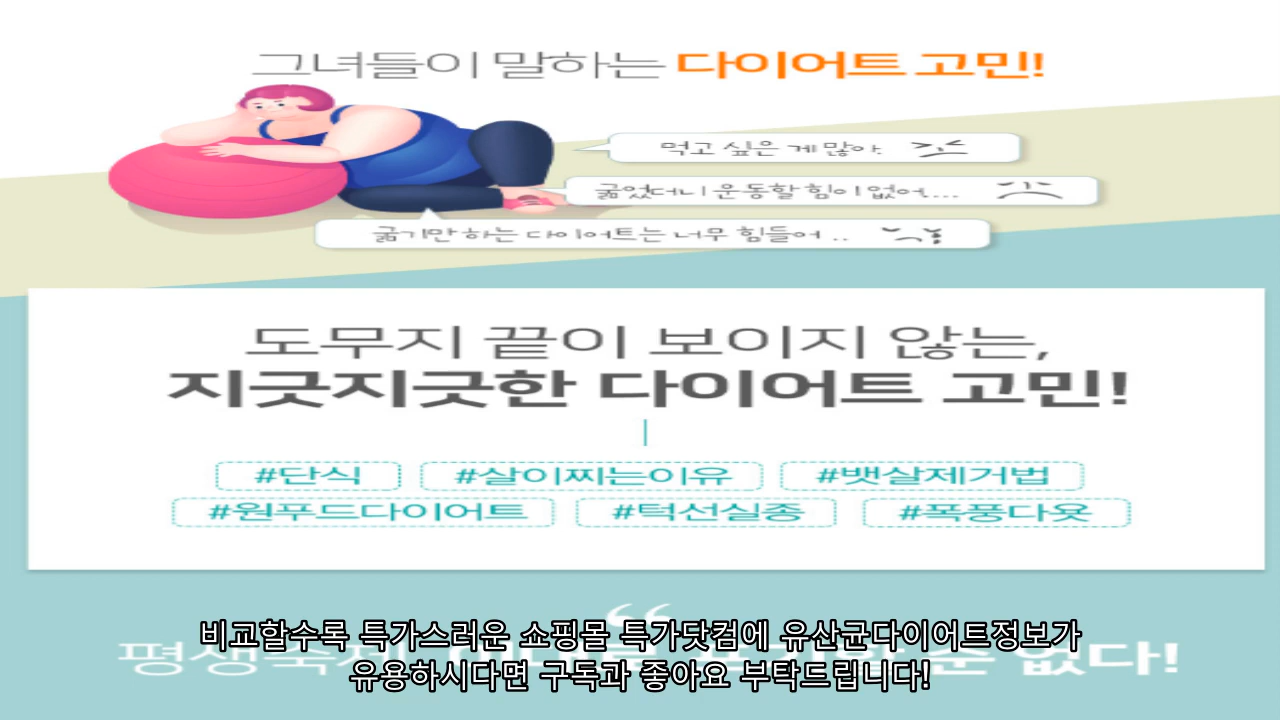 그녀들이 말하는 다이어트 고민!
먹고 싶은 게 많아.
굶었더니 운동할 힘이 없어....
굶기만 하는 다이어트는 너무 힘들어 ..
도무지 끝이 보이지 않는,
지긋지긋한 다이어트 고민!
#단식 #살이찌는이유 #뱃살제거법
#원푸드다이어트 #턱선실종 #폭풍다욧
“
평생숙제
없다!
비교할수록 특가스러운 쇼핑몰 특가닷컴에 유산균다이어트정보가
유용하시다면 구독과 좋아요 부탁드립니다!